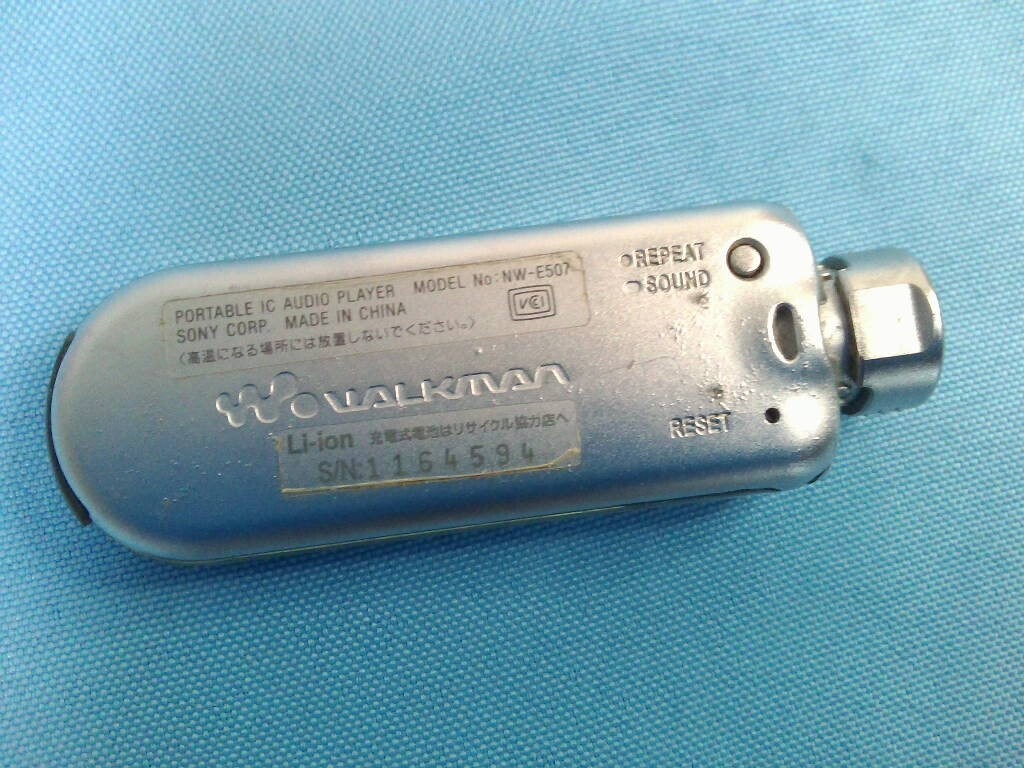 PORTABLE IC AUDIO PLAYER MODEL No:NW-E507
SONY CORP. MADE IN CHINA
VCI
〈高温になる場所には放置しないでください。〉
REPEAT
SOUND
WALKMAN
RESET
Li-ion 充電式電池はリサイクル協力店へ
S/N:1164594